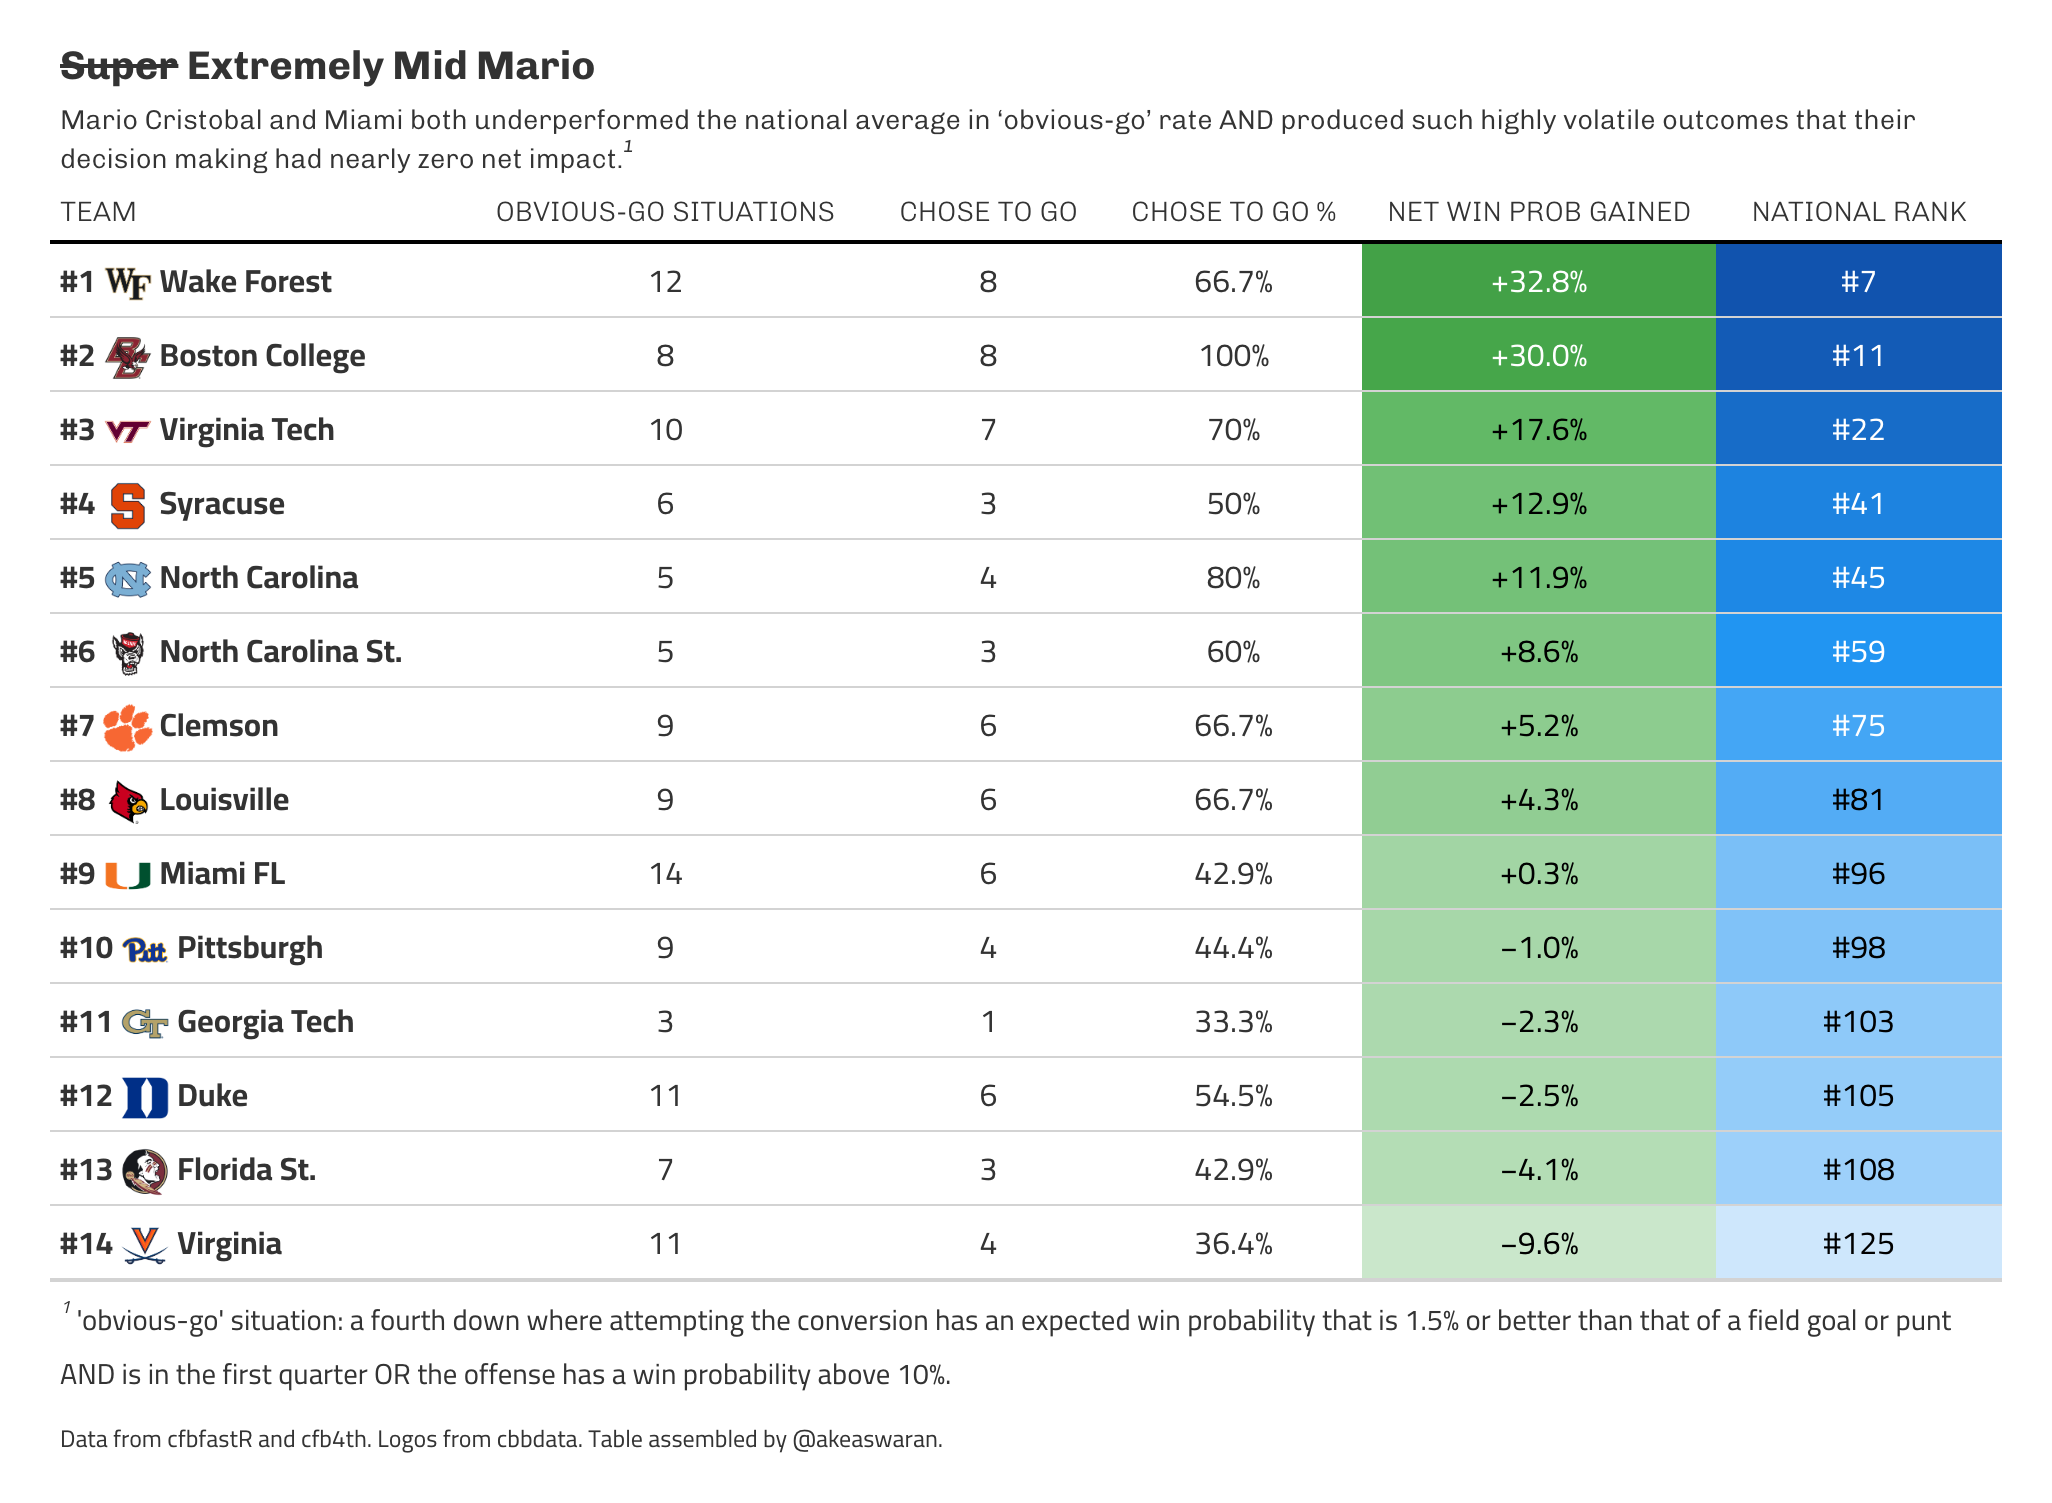 Super Extremely Mid Mario
Mario Cristobal and Miami both underperformed the national average in ‘obvious-go’ rate AND produced such highly volatile outcomes that their
decision making had nearly zero net impact.1
TEAM OBVIOUS-GO SITUATIONS CHOSE TO GO CHOSE TO GO % NET WIN PROB GAINED NATIONAL RANK
#1 WF Wake Forest 12 8 66.7% +32.8% #7
#2 BC Boston College 8 8 100% +30.0% #11
#3 VT Virginia Tech 10 7 70% +17.6% #22
#4 S Syracuse 6 3 50% +12.9% #41
#5 NC North Carolina 5 4 80% +11.9% #45
#6 North Carolina St. 5 3 60% +8.6% #59
#7 Clemson 9 6 66.7% +5.2% #75
#8 Louisville 9 6 66.7% +4.3% #81
#9 U Miami FL 14 6 42.9% +0.3% #96
#10 Pitt Pittsburgh 9 4 44.4% −1.0% #98
#11 GT Georgia Tech 3 1 33.3% −2.3% #103
#12 D Duke 11 6 54.5% −2.5% #105
#13 Florida St. 7 3 42.9% −4.1% #108
#14 V Virginia 11 4 36.4% −9.6% #125
1 'obvious-go' situation: a fourth down where attempting the conversion has an expected win probability that is 1.5% or better than that of a field goal or punt
AND is in the first quarter OR the offense has a win probability above 10%.
Data from cfbfastR and cfb4th. Logos from cbbdata. Table assembled by @akeaswaran.